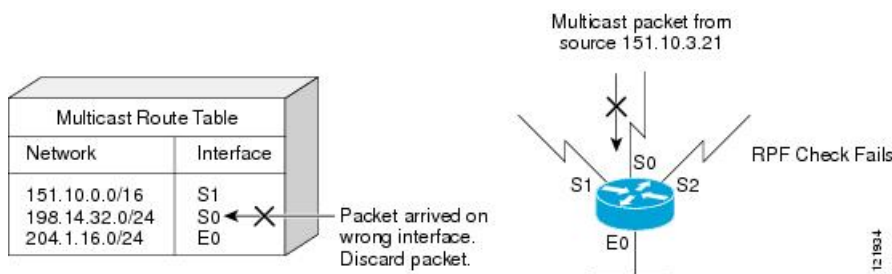 Multicast packet from
source 151.10.3.21
Multicast Route Table
Network Interface
151.10.0.0/16 S1
198.14.32.0/24 S0
204.1.16.0/24 E0
Packet arrived on
wrong interface.
Discard packet.
S0
S1
S2
E0
RPF Check Fails
121934